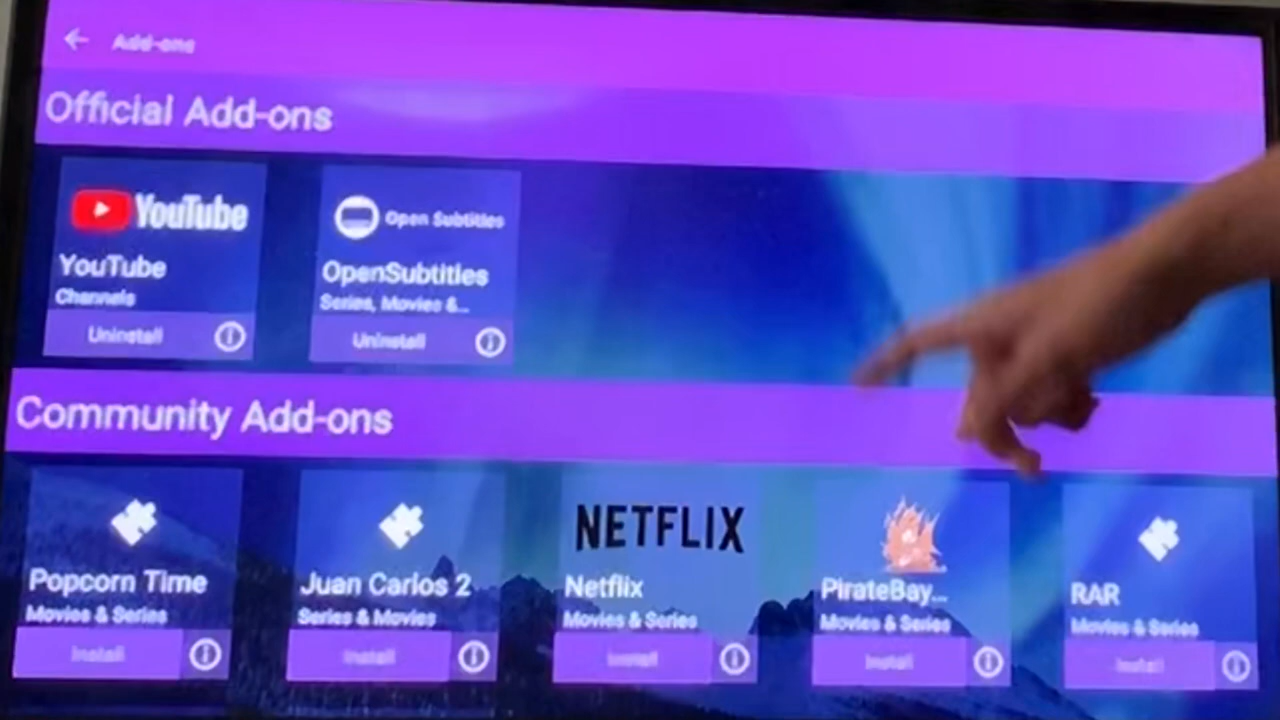 Add-ons
Official Add-ons
YouTube
Open Subtitles
YouTube
OpenSubtitles
Channels
Series, Movies &...
Uninstall
Uninstall
Community Add-ons
NETFLIX
Popcorn Time
Juan Carlos 2
Netflix
PirateBay...
RAR
Movies & Series
Series & Movies
Movies & Series
Movies & Series
Movies & Series
Install
Install
Install
Install
Install